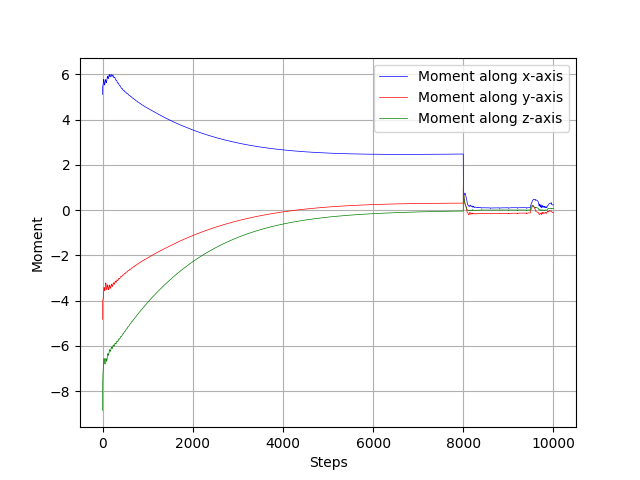 Moment along x-axis
Moment along y-axis
Moment along z-axis
6
4
2
0
−2
−4
−6
−8
Moment
0 2000 4000 6000 8000 10000
Steps